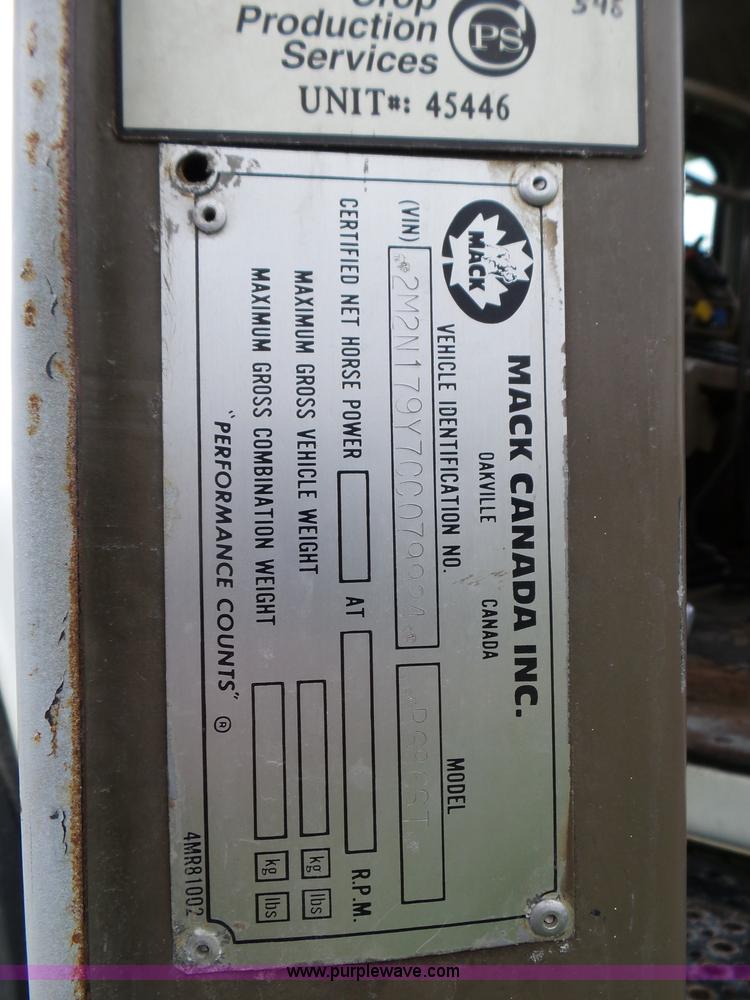 Crop
Production
Services
CPS
UNIT#: 45446
MACK
MACK CANADA INC.
OAKVILLE CANADA
VEHICLE IDENTIFICATION NO. MODEL
(VIN)
CERTIFIED NET HORSE POWER AT R.P.M.
MAXIMUM GROSS VEHICLE WEIGHT kg lbs
MAXIMUM GROSS COMBINATION WEIGHT kg lbs
"PERFORMANCE COUNTS" ®
4MR81002
www.purplewave.com